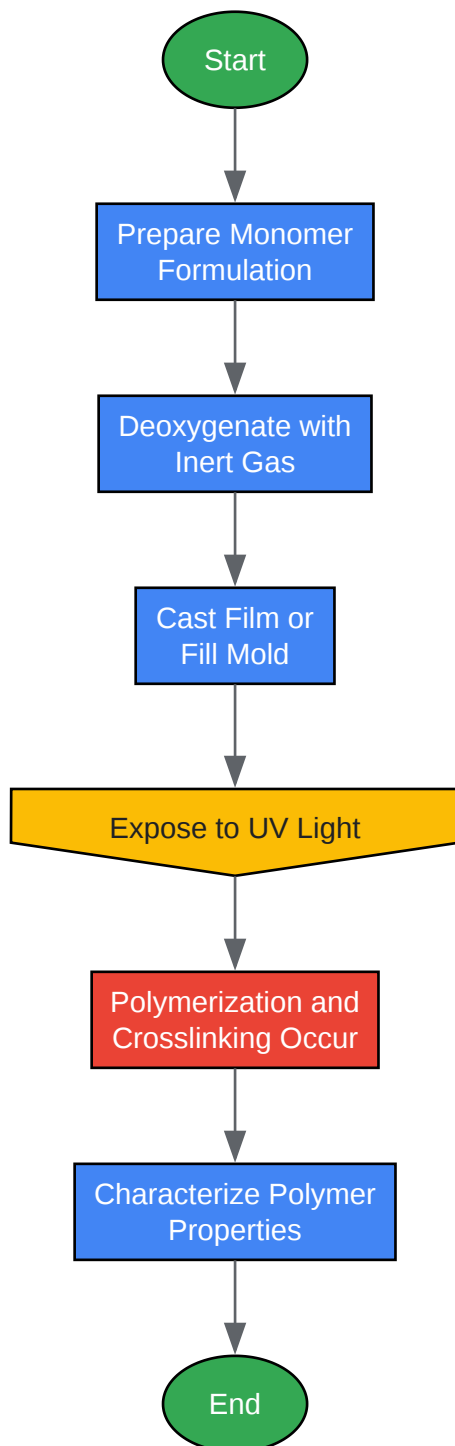 Start
Prepare Monomer
Formulation
Deoxygenate with
Inert Gas
Cast Film or
Fill Mold
Expose to UV Light
Polymerization and
Crosslinking Occur
Characterize Polymer
Properties
End